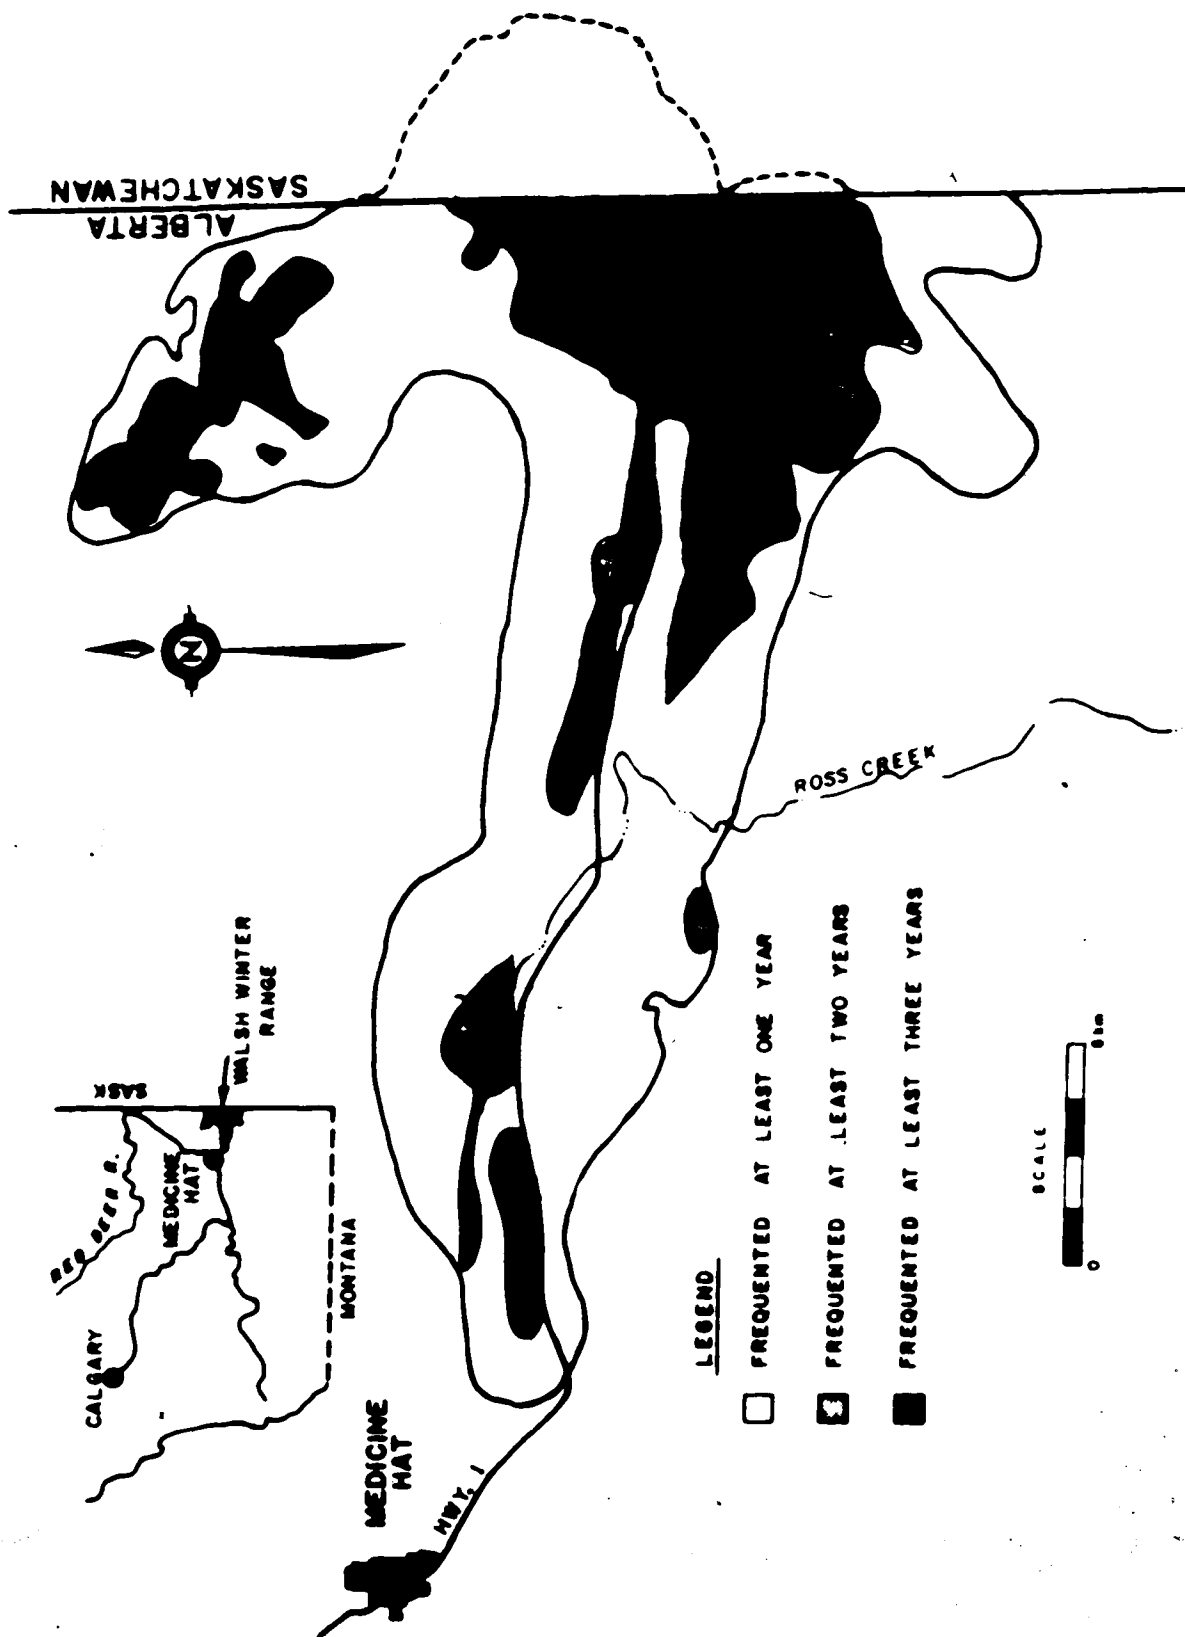 SASKATCHEWAN
ALBERTA
N
RED DEER R.
SASK
CALGARY
MEDICINE
HAT
WALSH WINTER
RANGE
MONTANA
MEDICINE
HAT
HWY. 1
ROSS CREEK
LEGEND
FREQUENTED AT LEAST ONE YEAR
FREQUENTED AT LEAST TWO YEARS
FREQUENTED AT LEAST THREE YEARS
SCALE
0